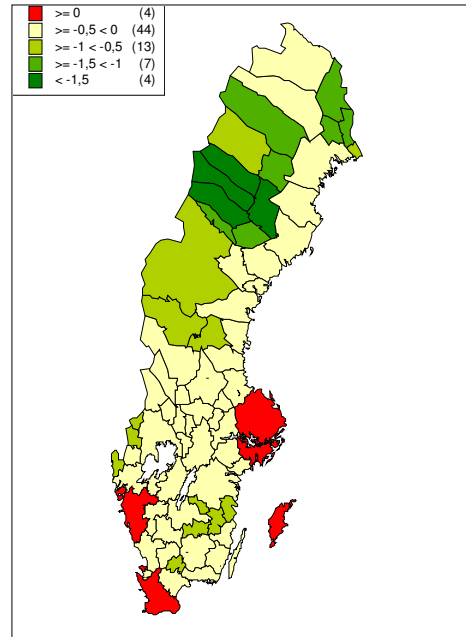 >= 0 (4)
>= -0,5 < 0 (44)
>= -1 < -0,5 (13)
>= -1,5 < -1 (7)
< -1,5 (4)